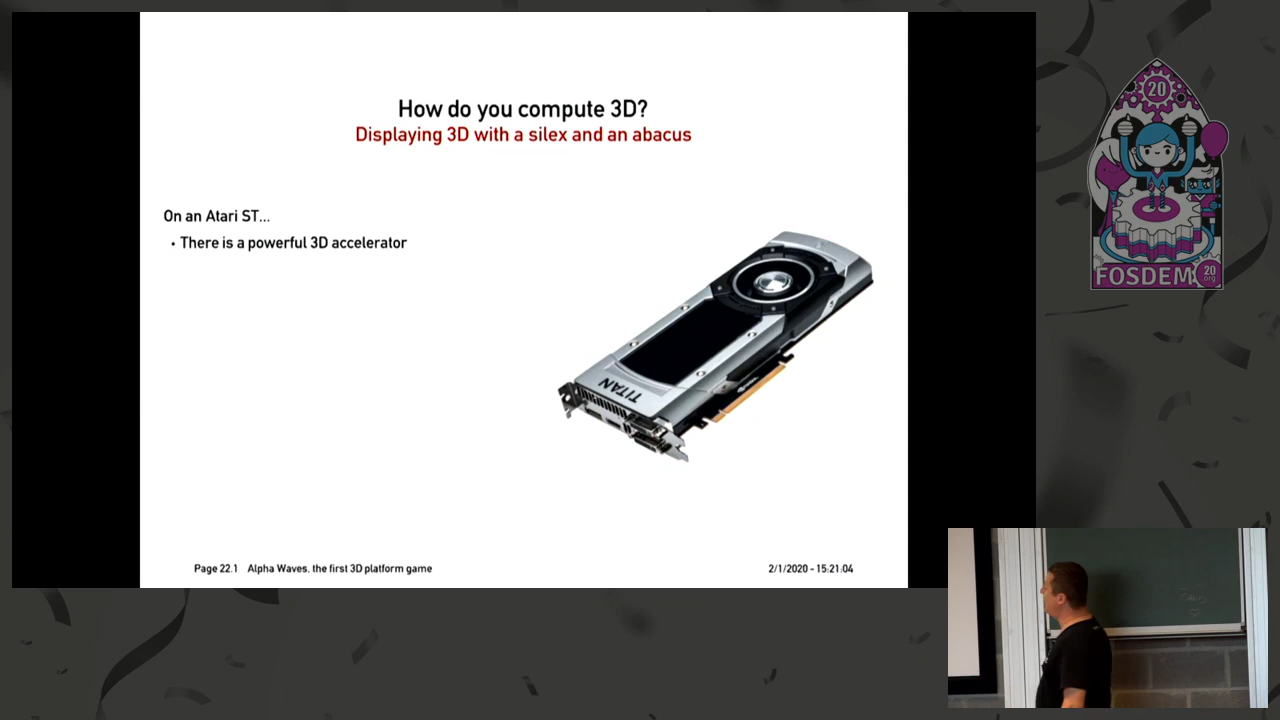 How do you compute 3D?
Displaying 3D with a silex and an abacus
On an Atari ST...
• There is a powerful 3D accelerator
TITAN
Page 22.1 Alpha Waves, the first 3D platform game
2/1/2020 - 15:21:04
20
FOSDEM
20
.org